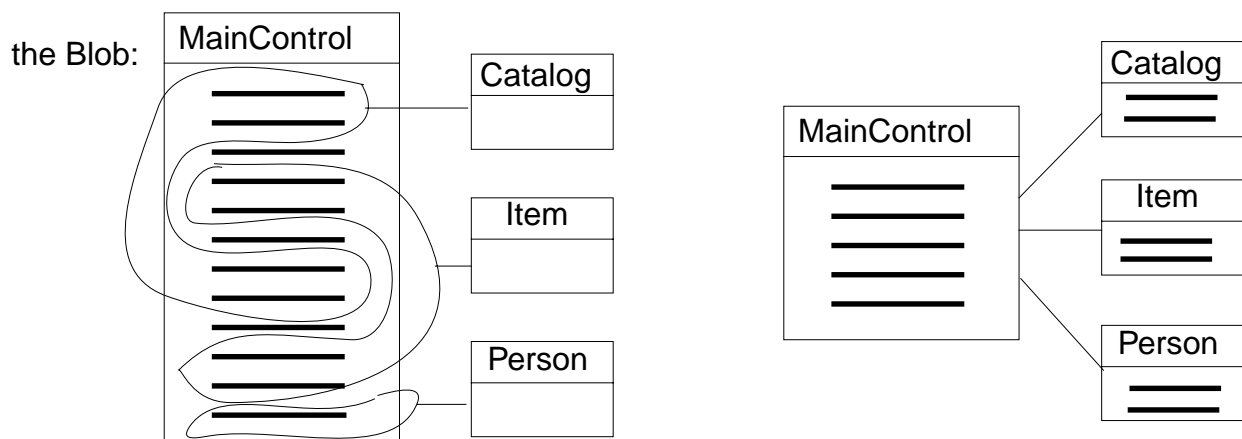 the Blob:
MainControl
Catalog
Item
Person
MainControl
Catalog
Item
Person